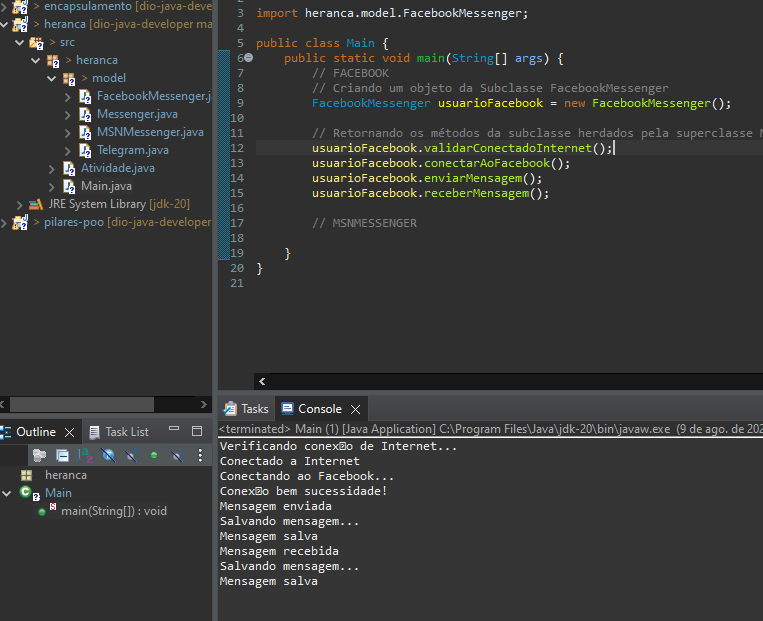 > encapsulamento [dio-java-deve
> heranca [dio-java-developer ma
> src
> heranca
> model
FacebookMessenger.j
Messenger.java
MSNMessenger.java
Telegram.java
Atividade.java
Main.java
JRE System Library [jdk-20]
> pilares-poo [dio-java-developer
Outline
Task List
heranca
Main
main(String[]) : void
2
3 import heranca.model.FacebookMessenger;
4
5 public class Main {
6 public static void main(String[] args) {
7 // FACEBOOK
8 // Criando um objeto da Subclasse FacebookMessenger
9 FacebookMessenger usuarioFacebook = new FacebookMessenger();
10
11 // Retornando os métodos da subclasse herdados pela superclasse M
12 usuarioFacebook.validarConectadoInternet();
13 usuarioFacebook.conectarAoFacebook();
14 usuarioFacebook.enviarMensagem();
15 usuarioFacebook.receberMensagem();
16
17 // MSNMESSENGER
18
19 }
20 }
21
Tasks
Console
<terminated> Main (1) [Java Application] C:\Program Files\Java\jdk-20\bin\javaw.exe (9 de ago. de 202
Verificando conex�o de Internet...
Conectado a Internet
Conectando ao Facebook...
Conex�o bem sucessidade!
Mensagem enviada
Salvando mensagem...
Mensagem salva
Mensagem recebida
Salvando mensagem...
Mensagem salva